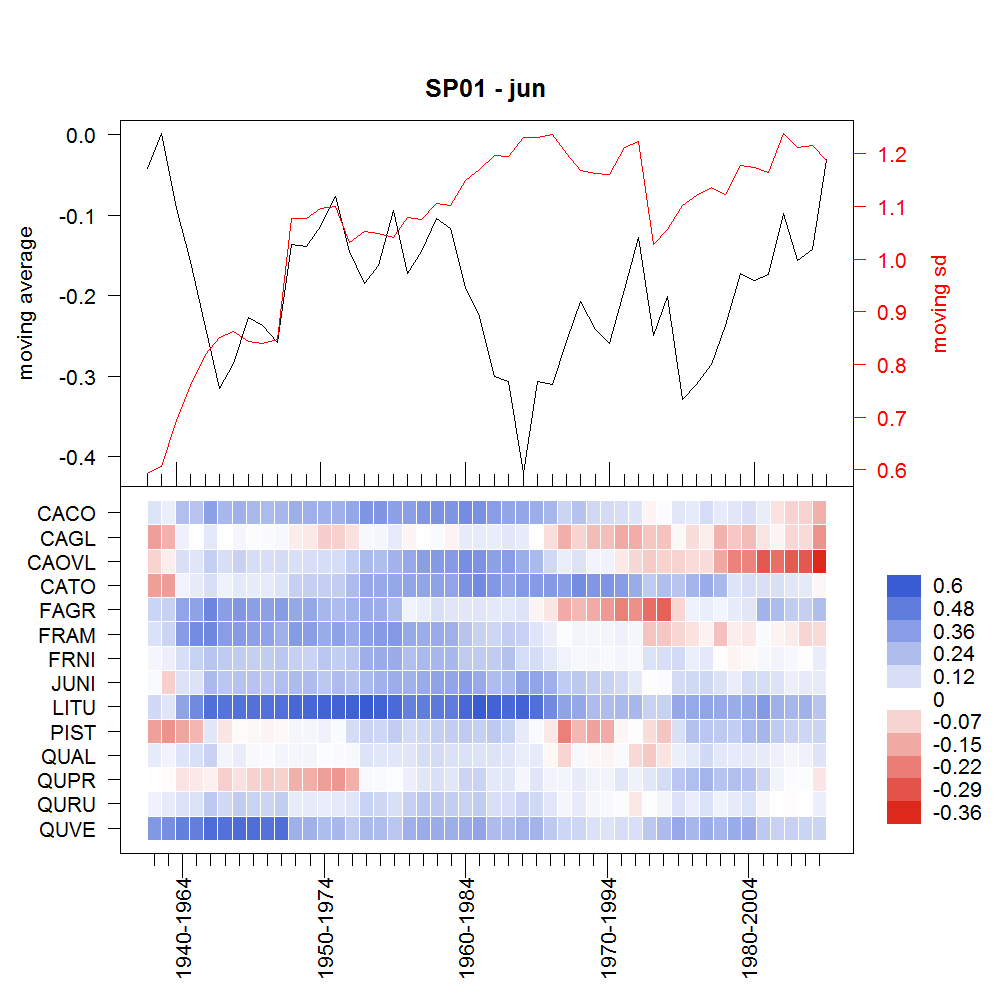 SP01 - jun
moving average
0.0
-0.1
-0.2
-0.3
-0.4
1.2
1.1
1.0
0.9
0.8
0.7
0.6
moving sd
CACO
CAGL
CAOVL
CATO
FAGR
FRAM
FRNI
JUNI
LITU
PIST
QUAL
QUPR
QURU
QUVE
0.6
0.48
0.36
0.24
0.12
0
-0.07
-0.15
-0.22
-0.29
-0.36
1940-1964
1950-1974
1960-1984
1970-1994
1980-2004